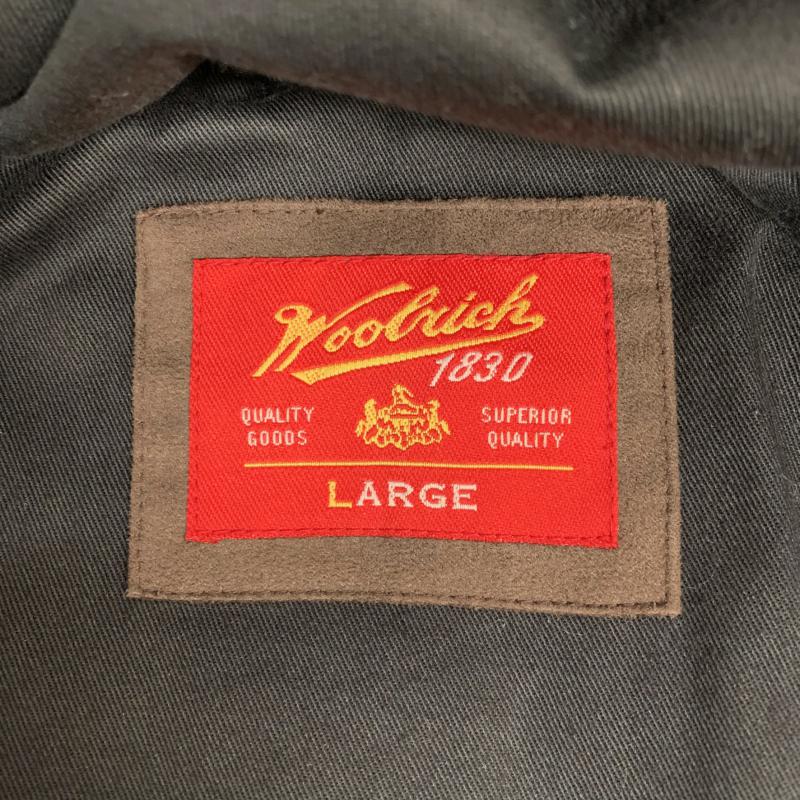 Woolrich
1830
QUALITY GOODS
SUPERIOR QUALITY
LARGE